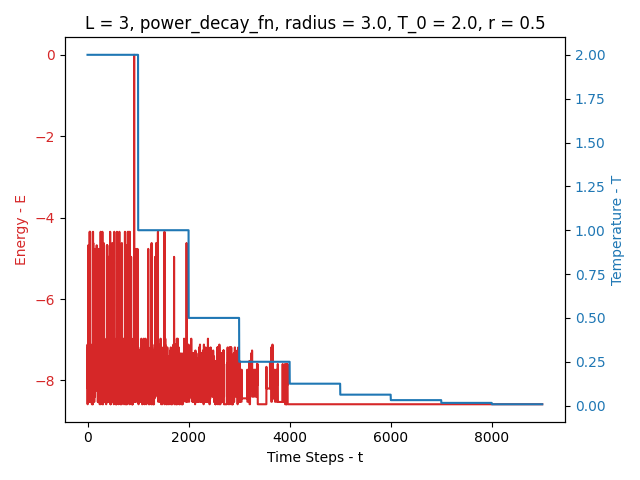 L = 3, power_decay_fn, radius = 3.0, T_0 = 2.0, r = 0.5
0
−2
−4
−6
−8
Energy - E
2.00
1.75
1.50
1.25
1.00
0.75
0.50
0.25
0.00
Temperature - T
0 2000 4000 6000 8000
Time Steps - t